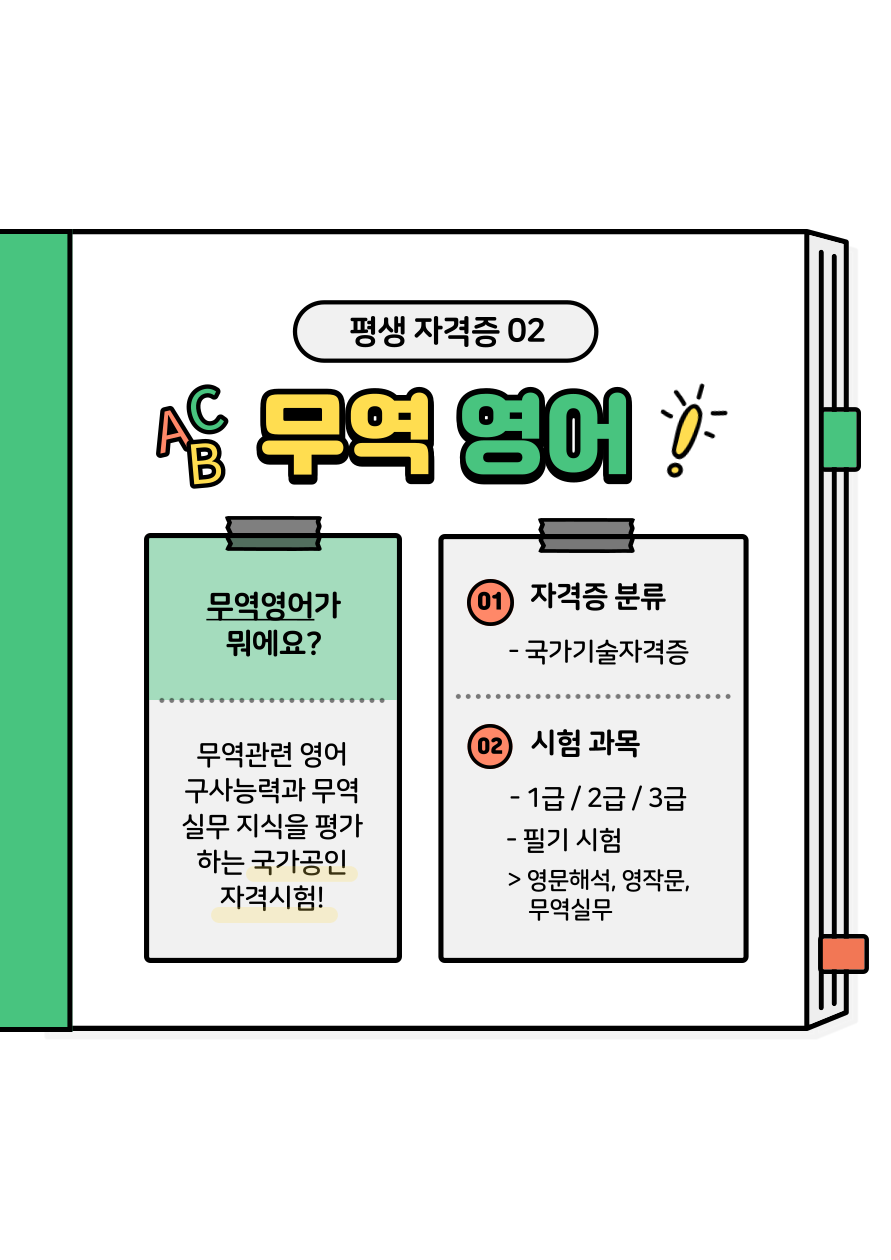 평생 자격증 02
A
C
B
무역 영어
무역영어가
뭐에요?
무역관련 영어
구사능력과 무역
실무 지식을 평가
하는 국가공인
자격시험!
01 자격증 분류
- 국가기술자격증
02 시험 과목
- 1급 / 2급 / 3급
- 필기 시험
> 영문해석, 영작문,
무역실무